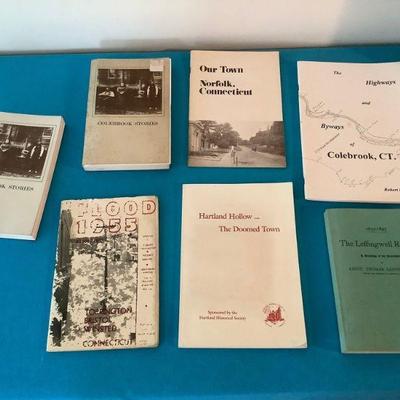 COLEBROOK STORIES
Our Town
Norfolk,
Connecticut
The
Highways
and
Byways
of
Colebrook, CT.
Robert
STORIES
FLOOD
1955
TORRINGTON
BRISTOL
WINSTED
CONNECTICUT
Hartland Hollow ...
The Doomed Town
Sponsored by the
Hartland Historical Society
The Leffingwell R